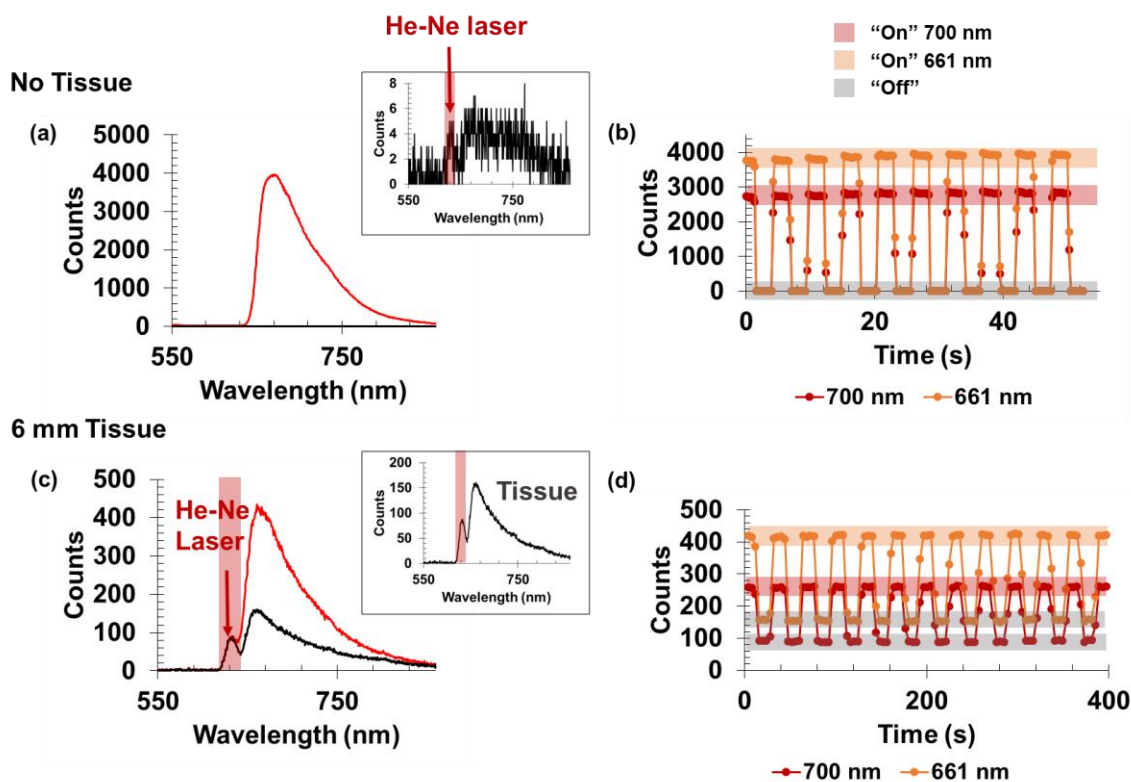 He-Ne laser
"On" 700 nm
"On" 661 nm
"Off"
No Tissue
(a)
5000
4000
3000
2000
1000
0
Counts
550
750
Wavelength (nm)
8
6
4
2
0
Counts
550
750
Wavelength (nm)
(b)
4000
3000
2000
1000
0
Counts
0
20
40
Time (s)
700 nm
661 nm
6 mm Tissue
(c)
500
400
300
200
100
0
Counts
He-Ne
Laser
550
750
Wavelength (nm)
200
150
100
50
0
Counts
Tissue
550
750
Wavelength (nm)
(d)
500
400
300
200
100
0
Counts
0
200
400
Time (s)
700 nm
661 nm